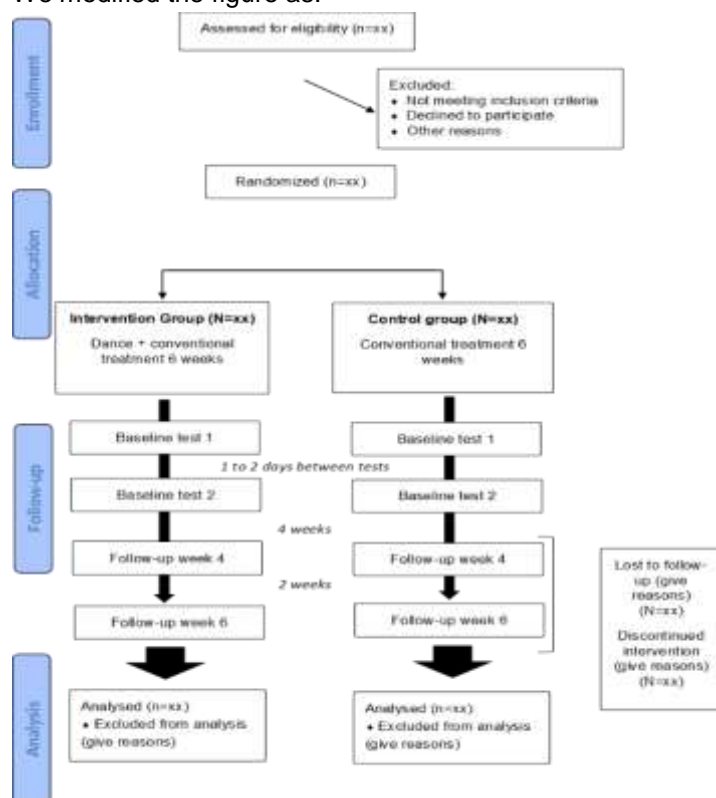 We modified the figure as:
Enrollment
Assessed for eligibility (n=xx)
Excluded:
• Not meeting inclusion criteria
• Declined to participate
• Other reasons
Randomized (n=xx)
Allocation
Intervention Group (N=xx)
Dance + conventional
treatment 6 weeks
Control group (N=xx)
Conventional treatment 6
weeks
Follow-up
Baseline test 1
Baseline test 1
1 to 2 days between tests
Baseline test 2
Baseline test 2
4 weeks
Follow-up week 4
Follow-up week 4
2 weeks
Follow-up week 6
Follow-up week 6
Lost to follow-
up (give
reasons)
(N=xx)
Discontinued
intervention
(give reasons)
(N=xx)
Analysis
Analysed (n=xx)
• Excluded from analysis
(give reasons)
Analysed (n=xx)
• Excluded from analysis
(give reasons)